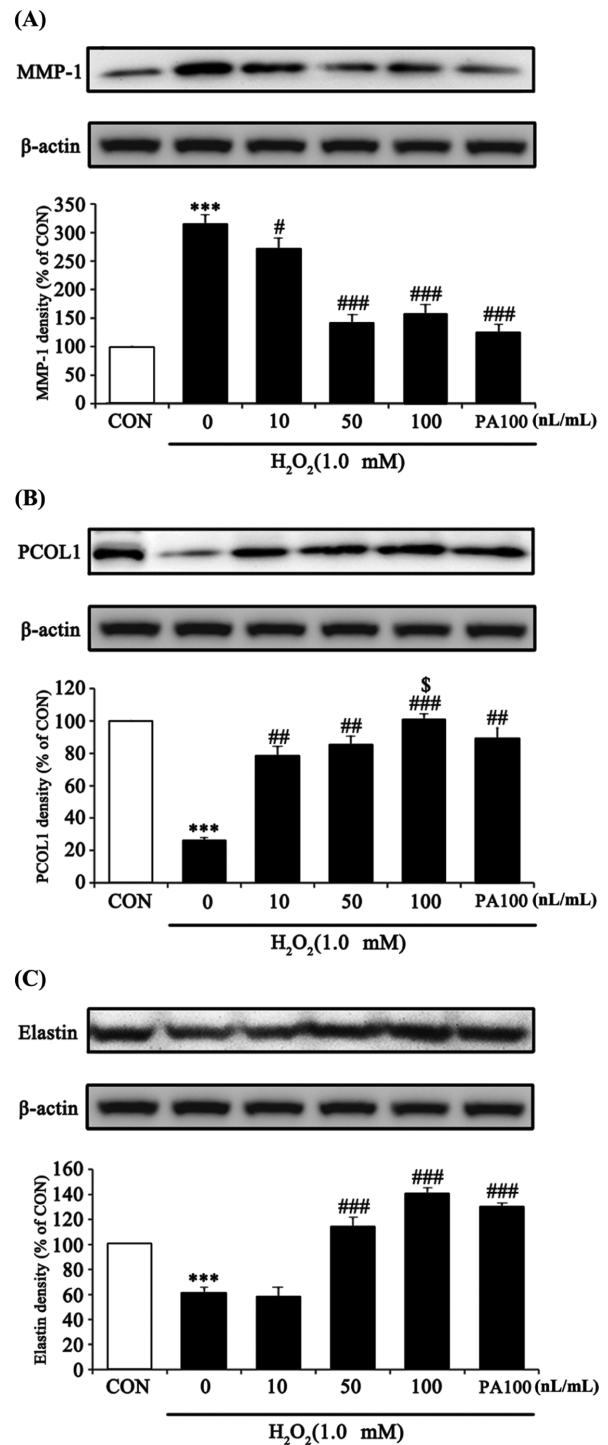 (A)
MMP-1
β-actin
MMP-1 density (% of CON)
350
300
250
200
150
100
50
0
***
#
###
###
###
CON 0 10 50 100 PA100 (nL/mL)
H₂O₂(1.0 mM)
(B)
PCOL1
β-actin
PCOL1 density (% of CON)
120
100
80
60
40
20
0
***
##
##
$
###
##
CON 0 10 50 100 PA100 (nL/mL)
H₂O₂(1.0 mM)
(C)
Elastin
β-actin
Elastin density (% of CON)
160
140
120
100
80
60
40
20
0
***
###
###
###
CON 0 10 50 100 PA100 (nL/mL)
H₂O₂(1.0 mM)